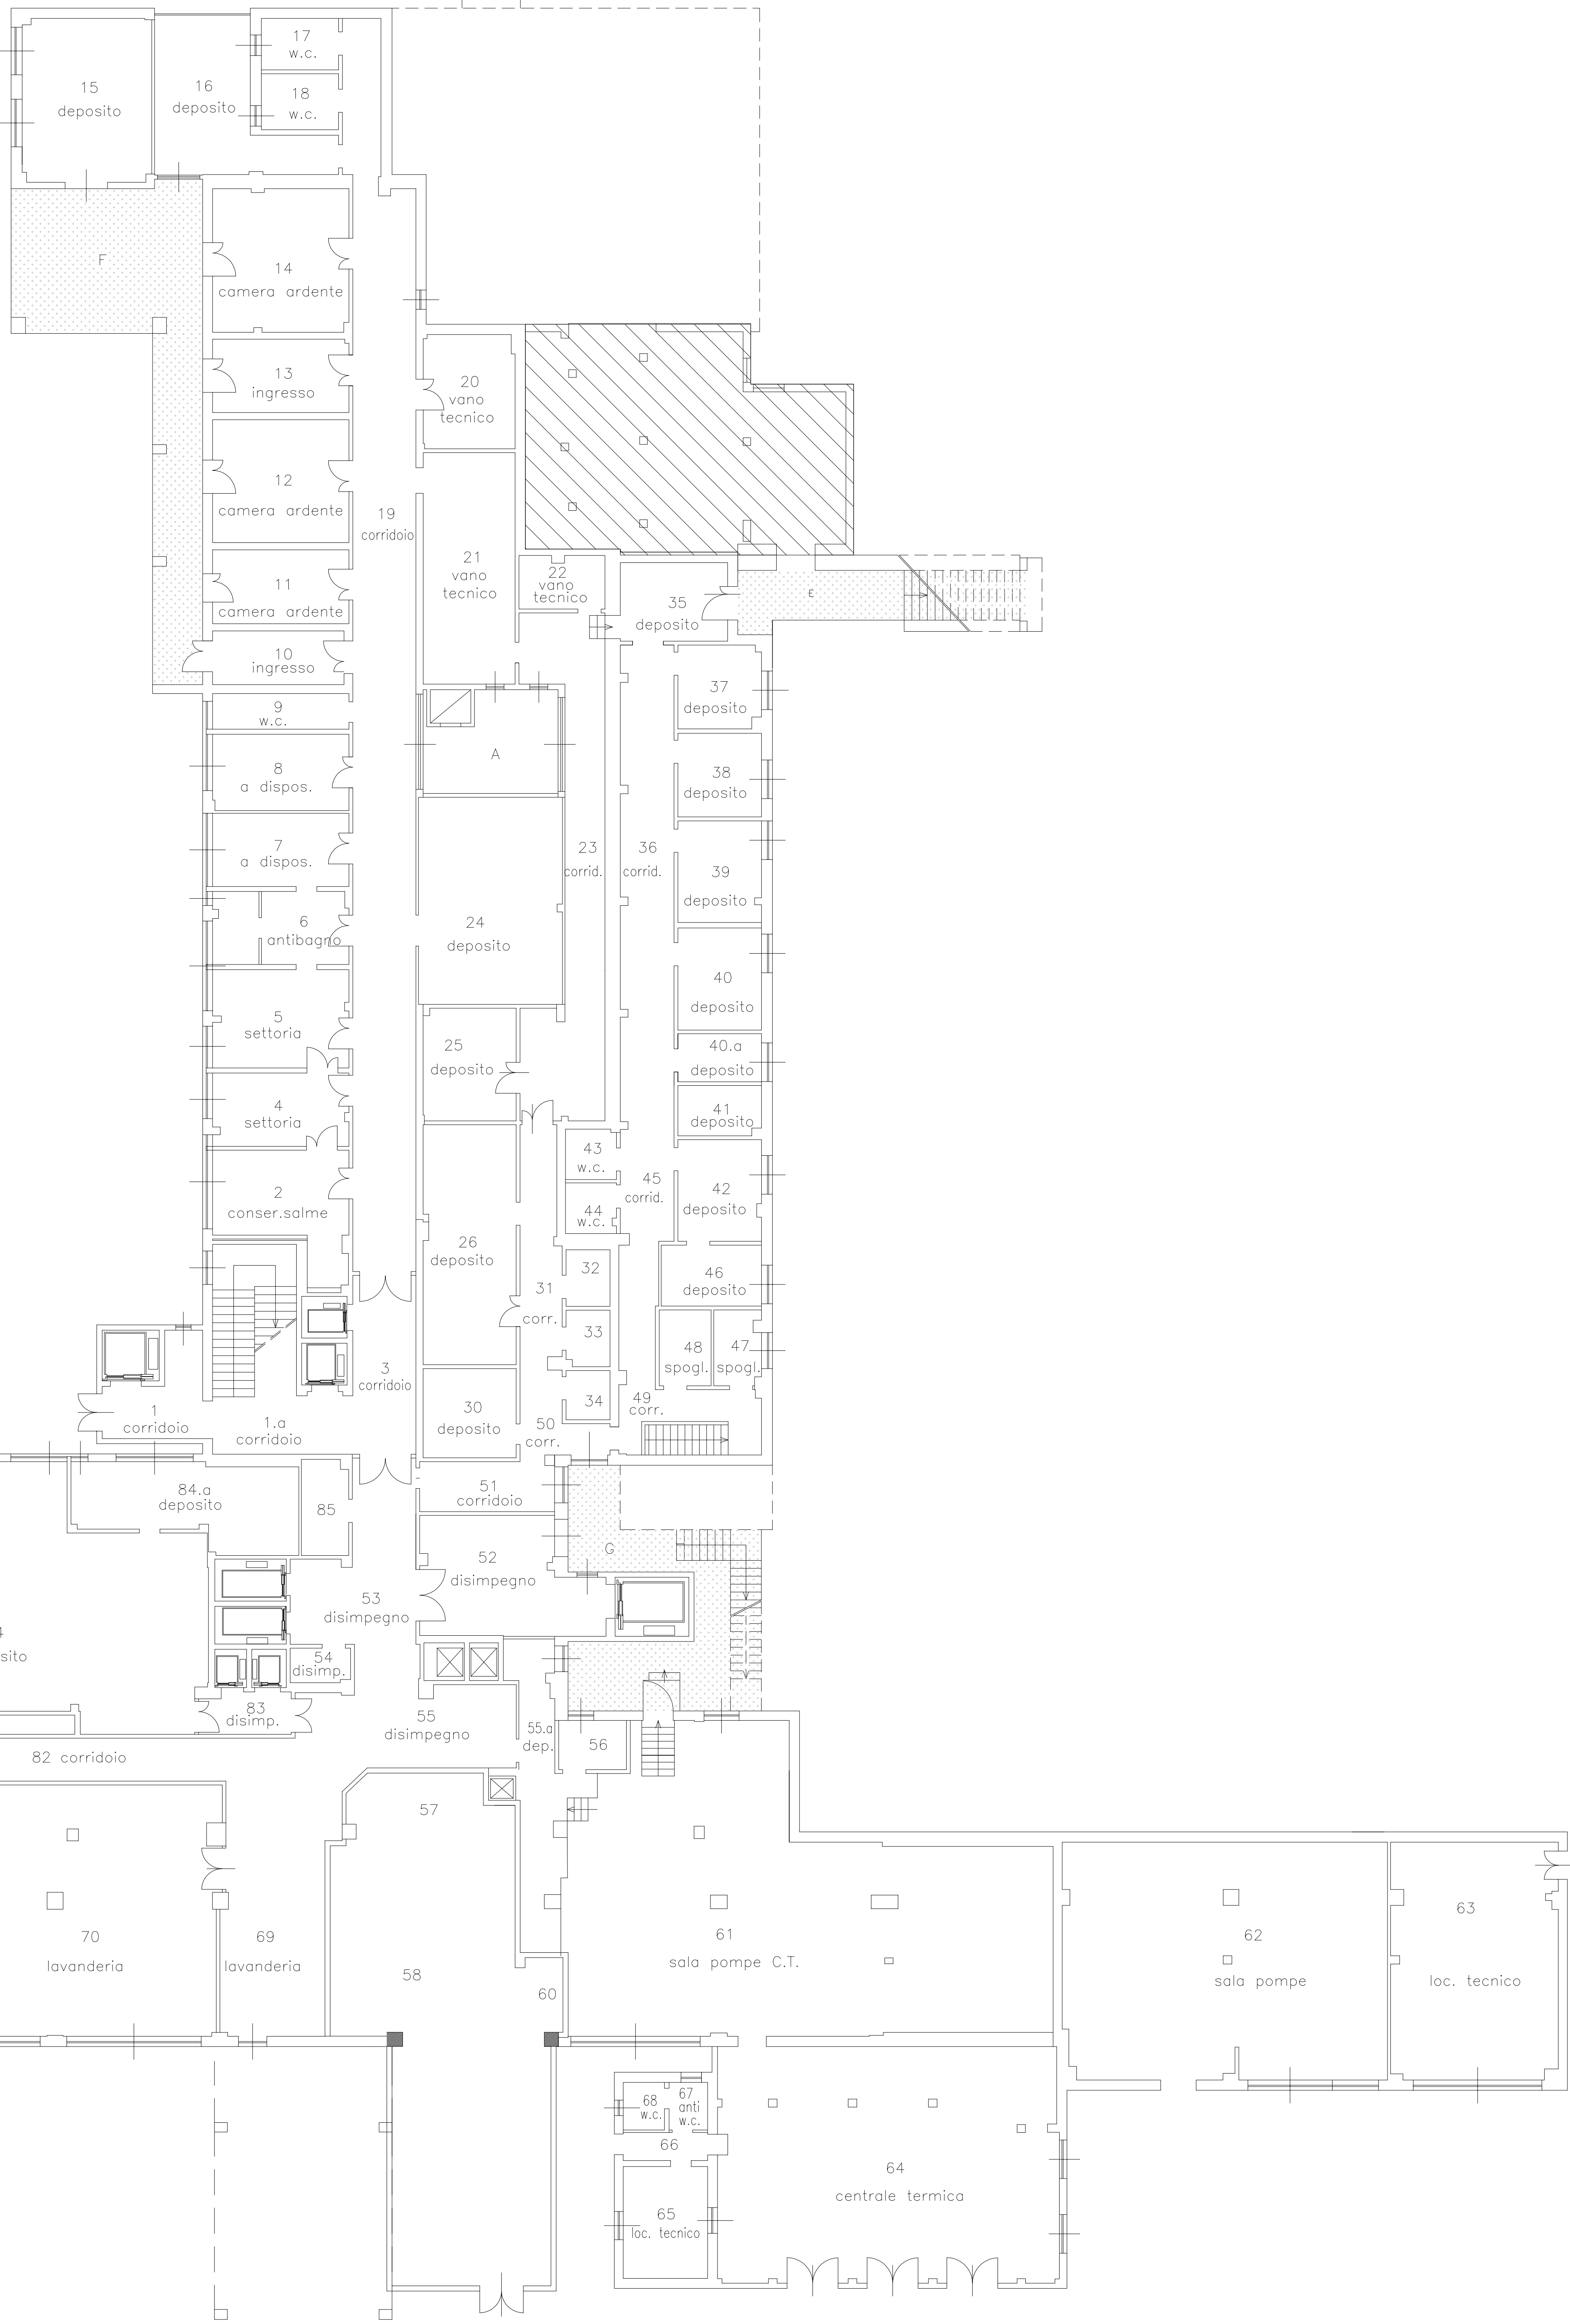 17
w.c.
15
deposito
16
deposito
18
w.c.
F
14
camera ardente
13
ingresso
20
vano
tecnico
12
camera ardente
19
corridoio
21
vano
tecnico
22
vano
tecnico
11
camera ardente
35
deposito
E
10
ingresso
37
deposito
9
w.c.
A
8
a dispos.
38
deposito
7
a dispos.
23
corrid.
36
corrid.
39
deposito
6
antibagno
24
deposito
40
deposito
5
settoria
25
deposito
40.a
deposito
4
settoria
41
deposito
43
w.c.
45
corrid.
2
conser.salme
44
w.c.
42
deposito
26
deposito
32
46
deposito
31
corr.
33
48
spogl.
47
spogl.
3
corridoio
34
49
corr.
1
corridoio
1.a
corridoio
30
deposito
50
corr.
84.a
deposito
85
51
corridoio
G
52
disimpegno
53
disimpegno
4
sito
54
disimp.
83
disimp.
55
disimpegno
55.a
dep.
56
82 corridoio
57
63
70
lavanderia
69
lavanderia
61
sala pompe C.T.
62
sala pompe
loc. tecnico
58
60
68
w.c.
67
anti
w.c.
66
64
centrale termica
65
loc. tecnico